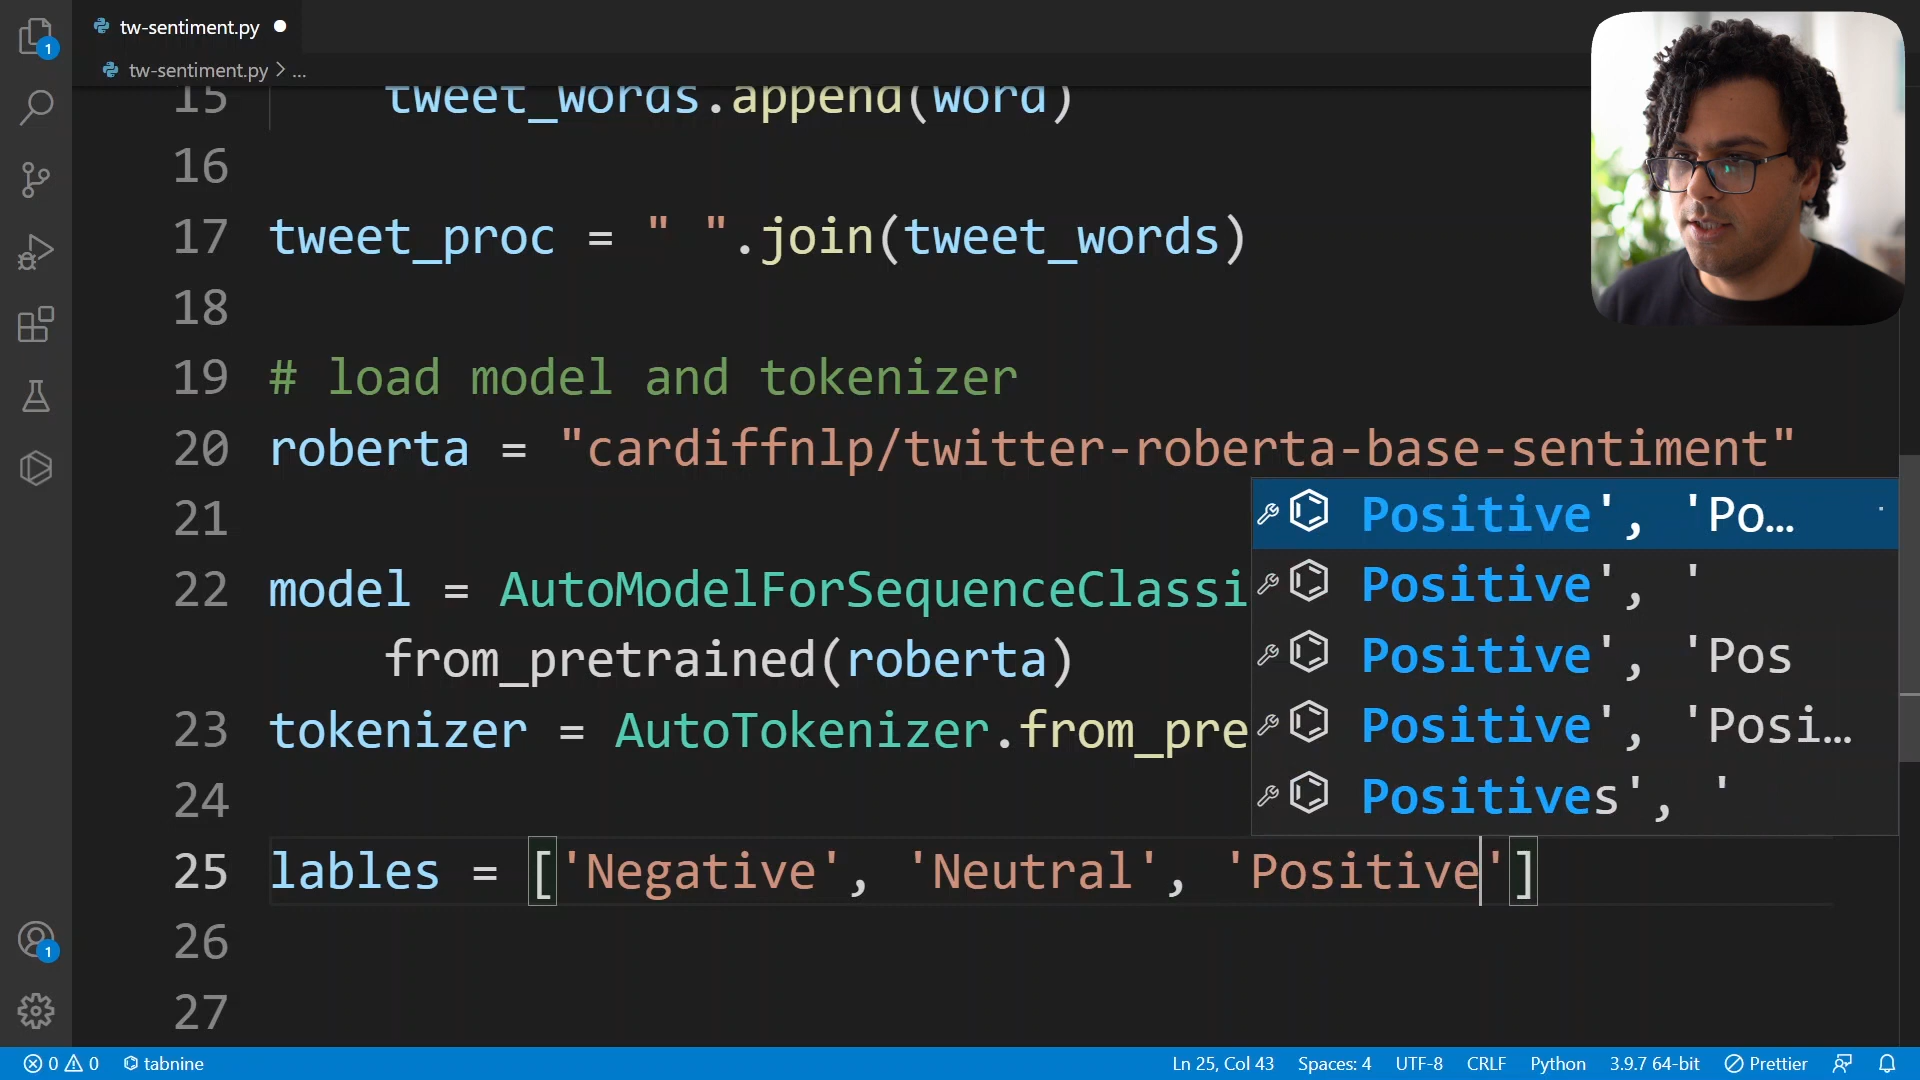 tw-sentiment.py
tw-sentiment.py > ...
15 tweet_words.append(word)
16
17 tweet_proc = " ".join(tweet_words)
18
19 # load model and tokenizer
20 roberta = "cardiffnlp/twitter-roberta-base-sentiment"
21
22 model = AutoModelForSequenceClassi
from_pretrained(roberta)
23 tokenizer = AutoTokenizer.from_pre
24
25 lables = ['Negative', 'Neutral', 'Positive']
26
27
Positive', 'Po...
Positive', '
Positive', 'Pos
Positive', 'Posi...
Positives', '
1
1
0 0 tabnine Ln 25, Col 43 Spaces: 4 UTF-8 CRLF Python 3.9.7 64-bit Prettier